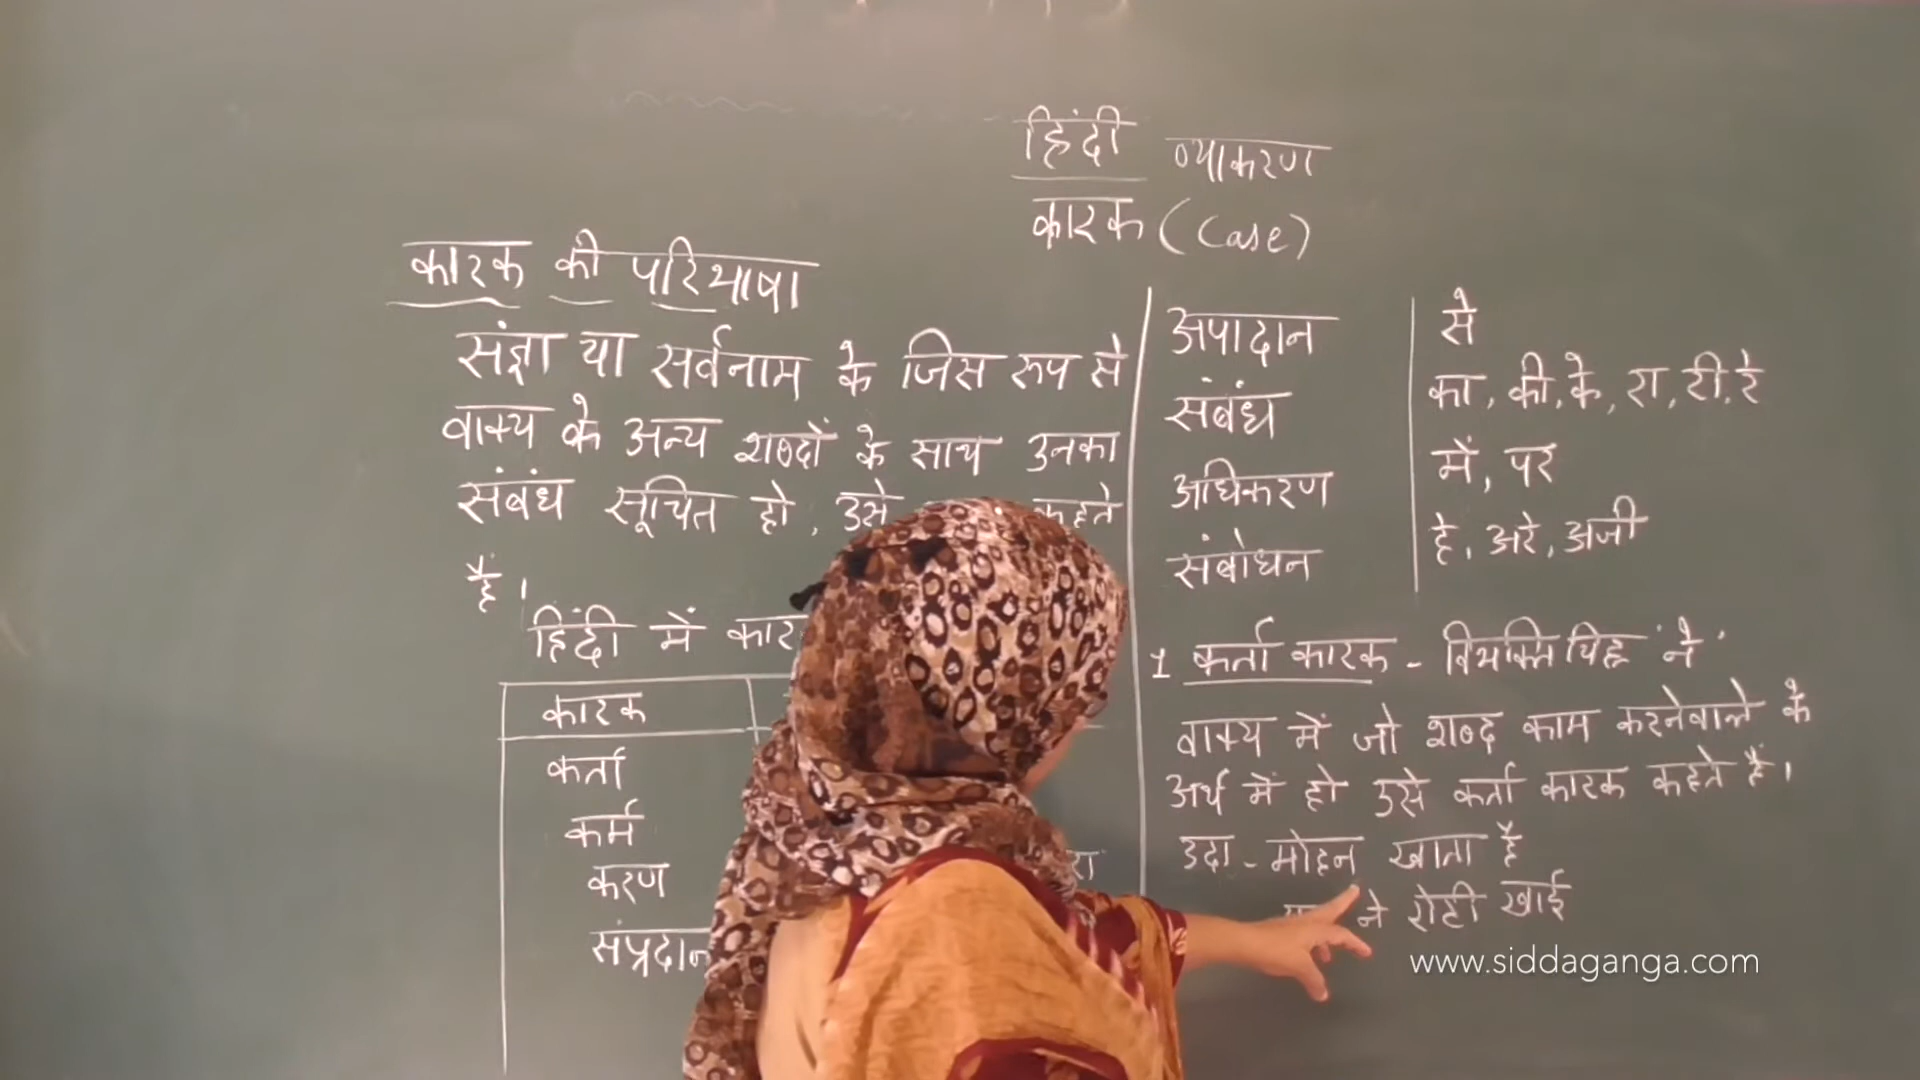 हिंदी व्याकरण
कारक (Case)
कारक की परिभाषा
संज्ञा या सर्वनाम के जिस रूप से
वाक्य के अन्य शब्दों के साथ उनका
संबंध सूचित हो, उसे कहते
हैं।
हिंदी में
कारक
कर्ता
कर्म
करण
संप्रदान
अपादान से
संबंध का, की, के, रा, री, रे
अधिकरण में, पर
संबोधन हे, अरे, अजी
1 कर्ता कारक - विभक्ति चिह्न 'ने'
वाक्य में जो शब्द काम करनेवाले के
अर्थ में हो उसे कर्ता कारक कहते हैं।
उदा - मोहन खाता है
ने रोटी खाई
www.siddaganga.com